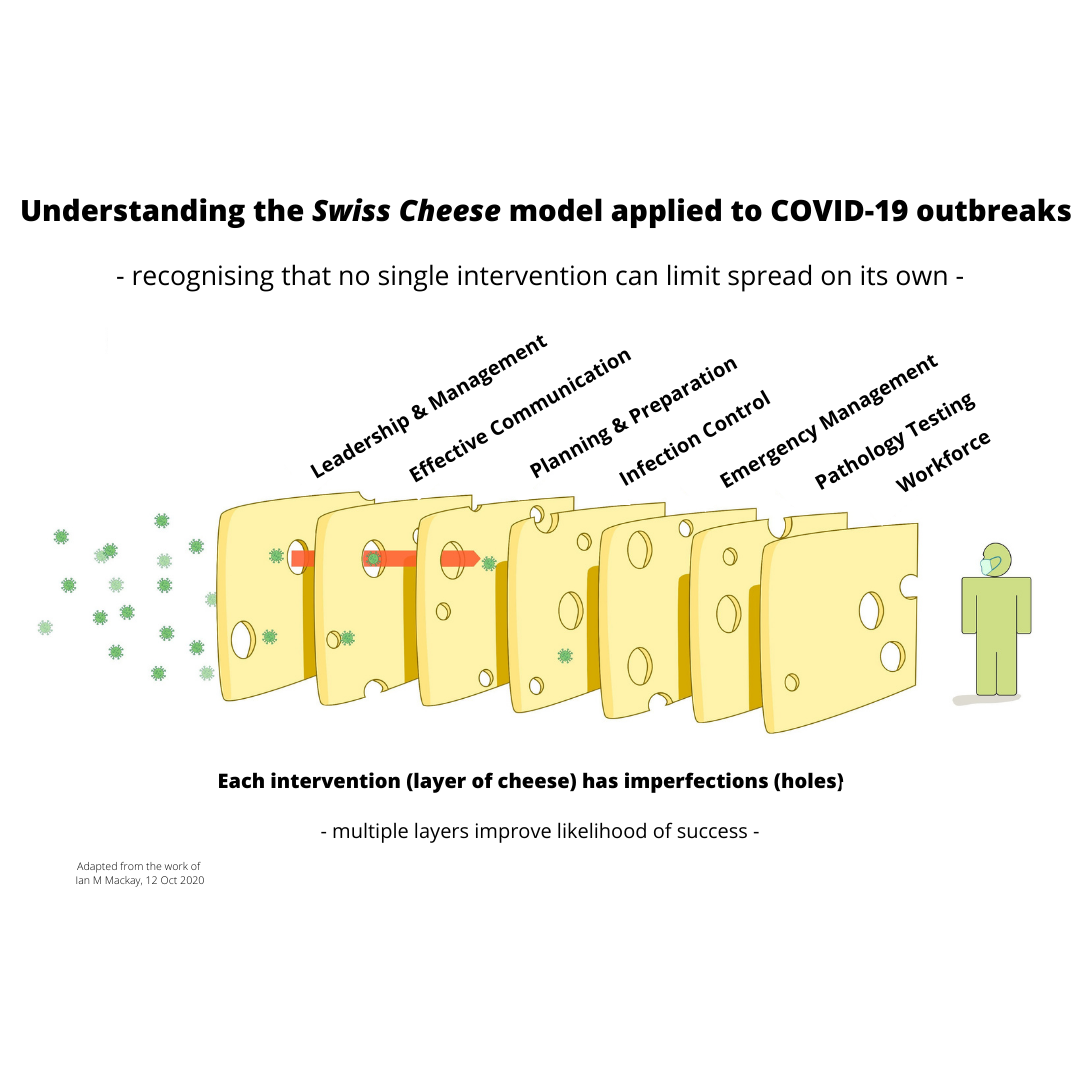 Understanding the Swiss Cheese model applied to COVID-19 outbreaks
- recognising that no single intervention can limit spread on its own -
Leadership & Management
Effective Communication
Planning & Preparation
Infection Control
Emergency Management
Pathology Testing
Workforce
Each intervention (layer of cheese) has imperfections (holes)
- multiple layers improve likelihood of success -
Adapted from the work of
Ian M Mackay, 12 Oct 2020